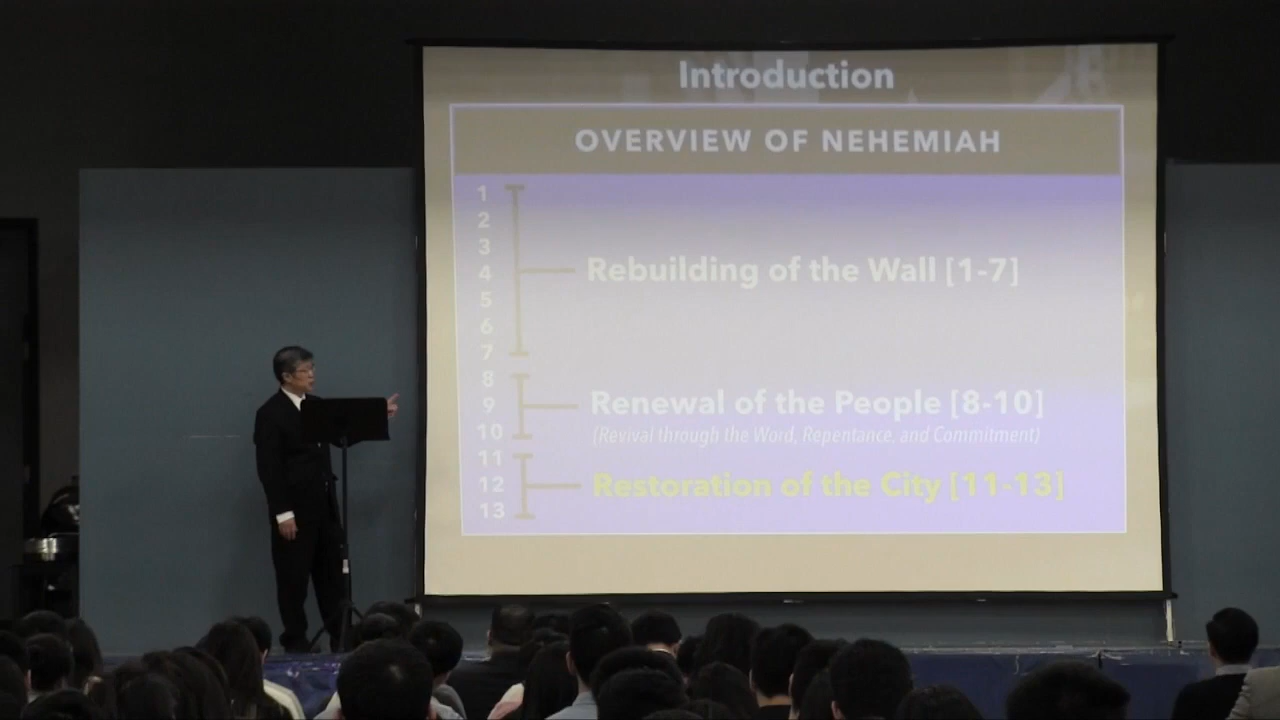 Introduction
OVERVIEW OF NEHEMIAH
1
2
3
4
5
6
7
8
9
10
11
12
13
Rebuilding of the Wall [1-7]
Renewal of the People [8-10]
(Revival through the Word, Repentance, and Commitment)
Restoration of the City [11-13]